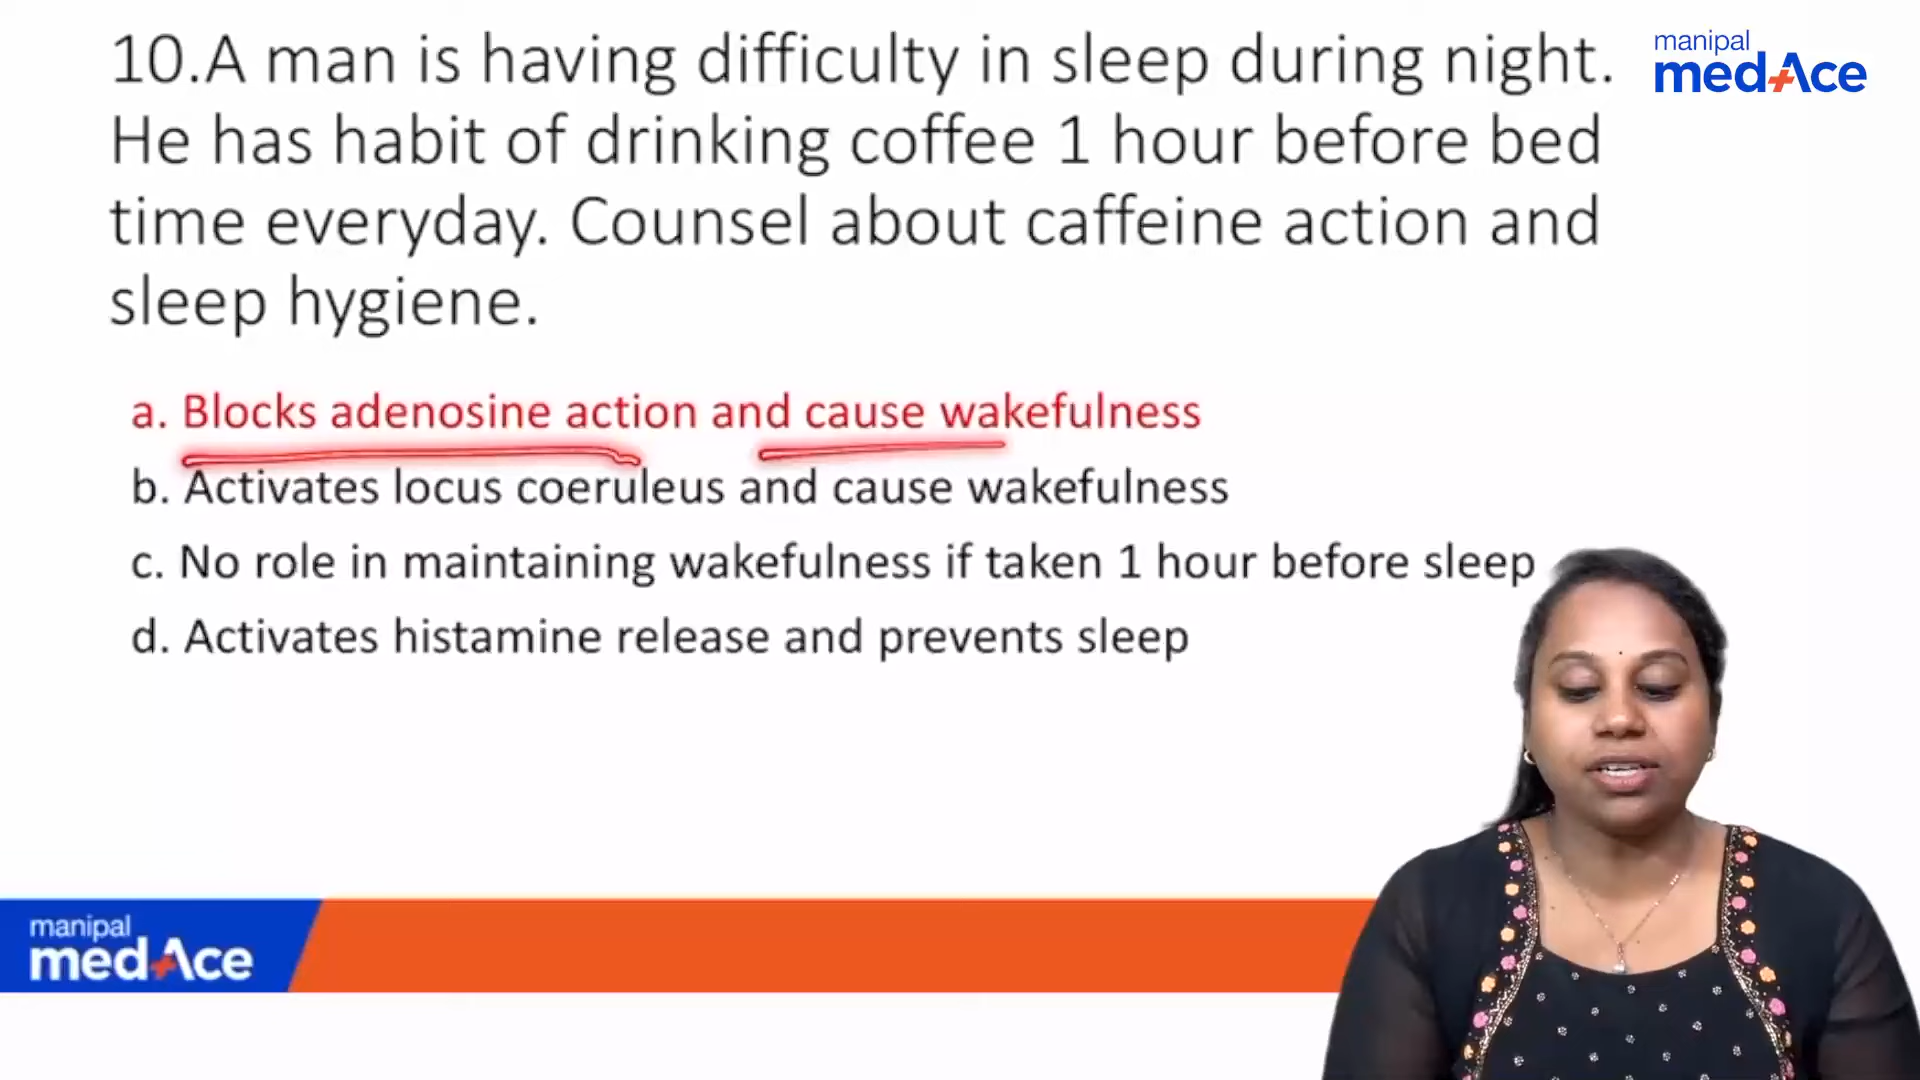 10.A man is having difficulty in sleep during night.
He has habit of drinking coffee 1 hour before bed
time everyday. Counsel about caffeine action and
sleep hygiene.
manipal
medAce
a. Blocks adenosine action and cause wakefulness
b. Activates locus coeruleus and cause wakefulness
c. No role in maintaining wakefulness if taken 1 hour before sleep
d. Activates histamine release and prevents sleep
manipal
medAce